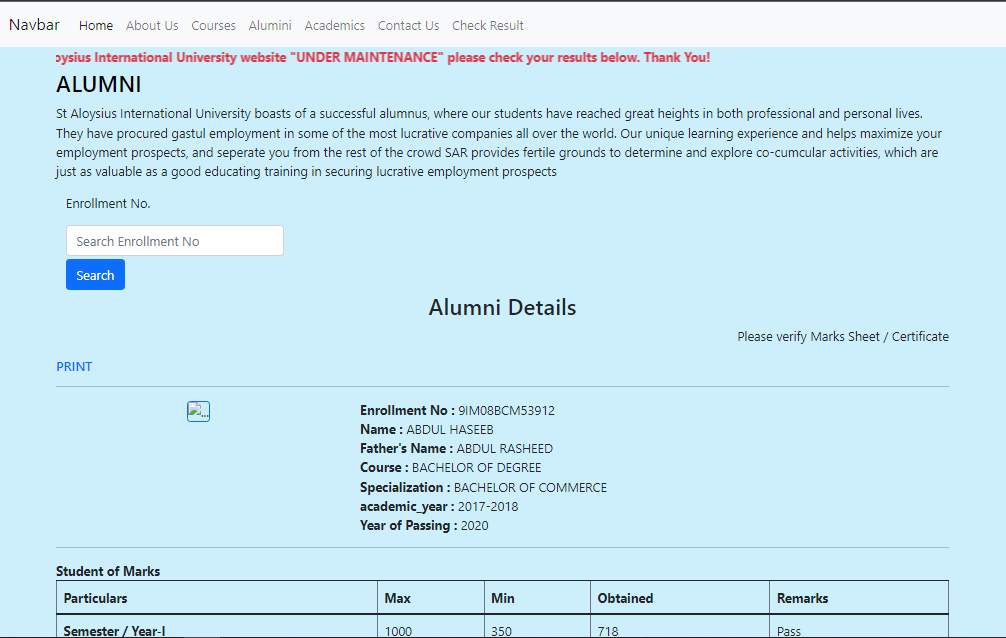 Navbar Home About Us Courses Alumni Academics Contact Us Check Result
oysius International University website "UNDER MAINTENANCE" please check your results below. Thank You!
ALUMNI
St Aloysius International University boasts of a successful alumnus, where our students have reached great heights in both professional and personal lives.
They have procured gastul employment in some of the most lucrative companies all over the world. Our unique learning experience and helps maximize your
employment prospects, and seperate you from the rest of the crowd SAR provides fertile grounds to determine and explore co-cumcular activities, which are
just as valuable as a good educating training in securing lucrative employment prospects
Enrollment No.
Search Enrollment No
Search
Alumni Details
Please verify Marks Sheet / Certificate
PRINT
...
Enrollment No : 9IM08BCM53912
Name : ABDUL HASEEB
Father's Name : ABDUL RASHEED
Course : BACHELOR OF DEGREE
Specialization : BACHELOR OF COMMERCE
academic_year : 2017-2018
Year of Passing : 2020
Student of Marks
Particulars Max Min Obtained Remarks
Semester / Year-I 1000 350 718 Pass